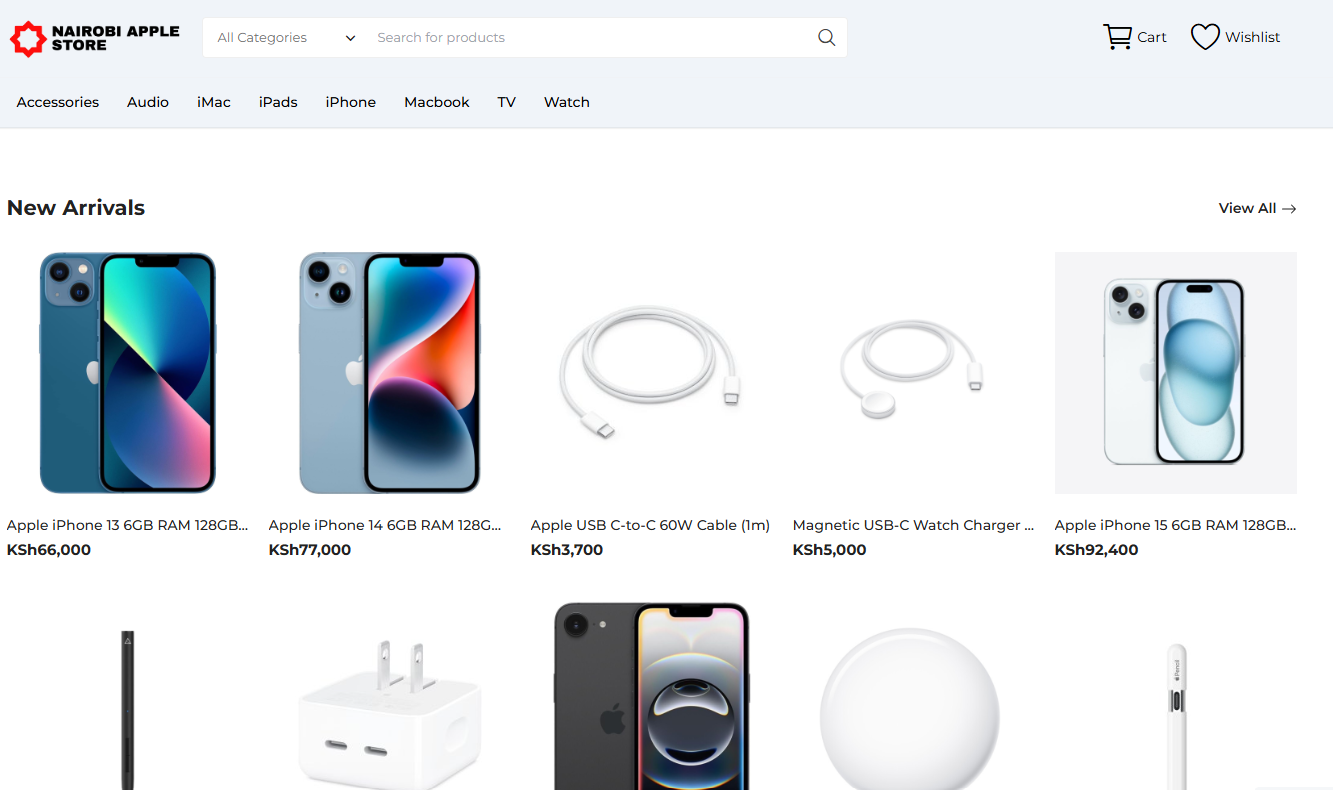 NAIROBI APPLE
STORE
All Categories
Search for products
Cart
Wishlist
Accessories
Audio
iMac
iPads
iPhone
Macbook
TV
Watch
New Arrivals
View All
Apple iPhone 13 6GB RAM 128GB...
Apple iPhone 14 6GB RAM 128G...
Apple USB C-to-C 60W Cable (1m)
Magnetic USB-C Watch Charger ...
Apple iPhone 15 6GB RAM 128GB...
KSh66,000
KSh77,000
KSh3,700
KSh5,000
KSh92,400
Pencil